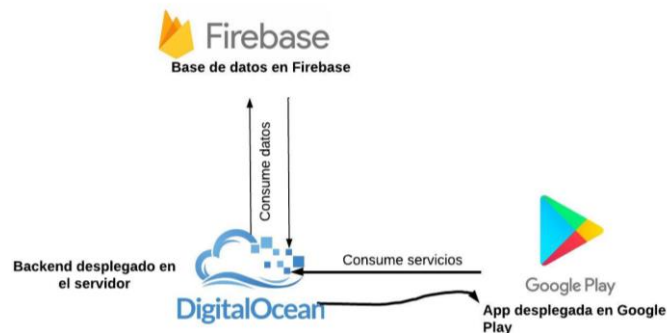 Firebase
Base de datos en Firebase
Consume datos
Backend desplegado en
el servidor
DigitalOcean
Consume servicios
Google Play
App desplegada en Google
Play